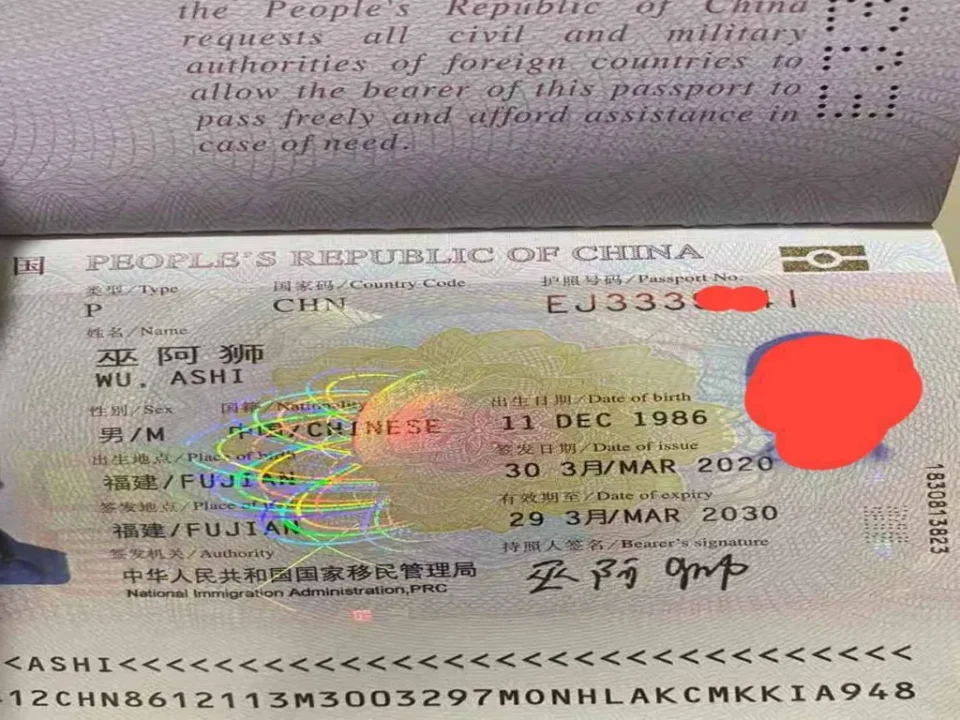 the People's Republic of China
requests all civil and military
authorities of foreign countries to
allow the bearer of this passport to
pass freely and afford assistance in
case of need.
国 PEOPLE'S REPUBLIC OF CHINA
类型/Type 国家码/Country Code 护照号码/Passport No.
P CHN
姓名/Name
巫 阿 狮
WU, ASHI
性别/Sex 国籍/Nationality 出生日期/Date of birth
男/M 中国/CHINESE 11 DEC 1986
出生地点/Place of birth 签发日期/Date of issue
福建/FUJIAN 30 3月/MAR 2020
签发地点/Place of 有效期至/Date of expiry
福建/FUJIAN 29 3月/MAR 2030
签发机关/Authority 持照人签名/Bearer's signature
中华人民共和国国家移民管理局 巫阿狮
National Immigration Administration,PRC
1830813823
<ASHI<<<<<<<<<<<<<<<<<<<<<<<<<<<<<<<
12CHN8612113M3003297MONHLAKCMKKIA948